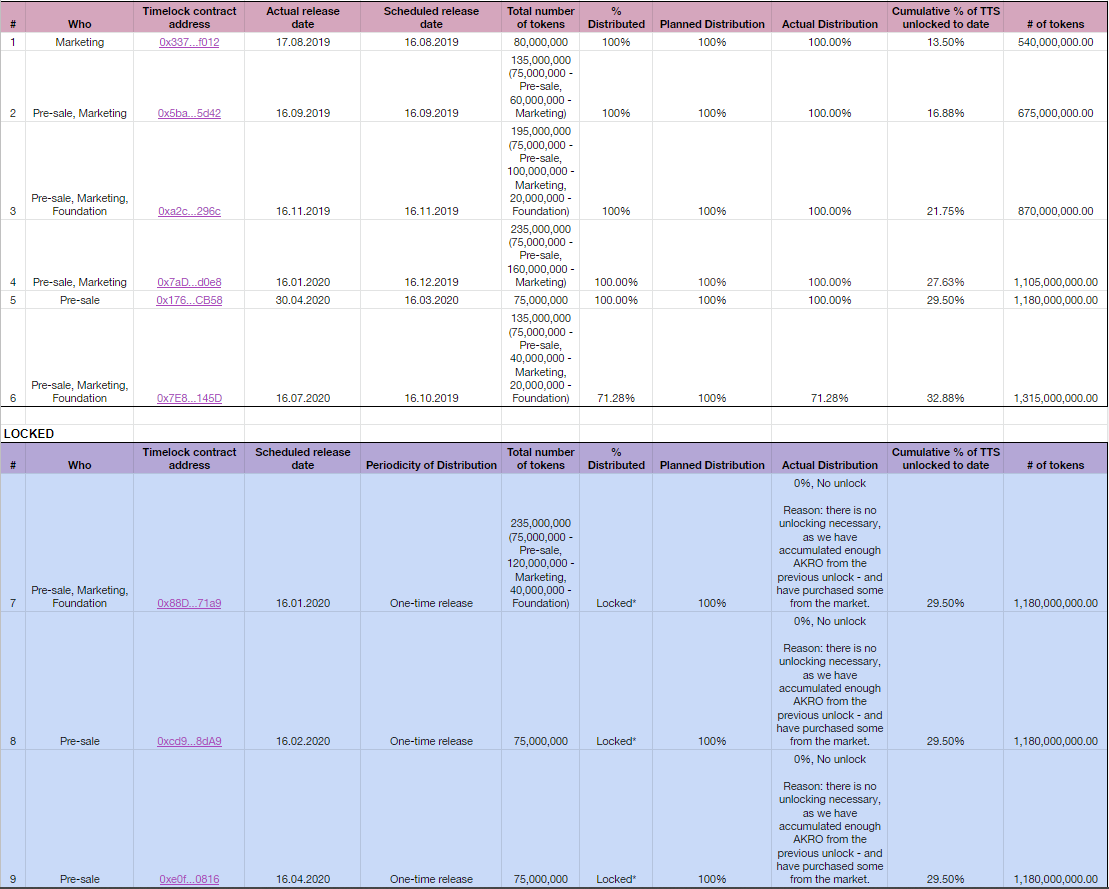 # Who Timelock contract address Actual release date Scheduled release date Total number of tokens % Distributed Planned Distribution Actual Distribution Cumulative % of TTS unlocked to date # of tokens
1 Marketing 0x337...f012 17.08.2019 16.08.2019 80,000,000 100% 100% 100.00% 13.50% 540,000,000.00
135,000,000
(75,000,000 -
Pre-sale,
60,000,000 -
2 Pre-sale, Marketing 0x5ba...5d42 16.09.2019 16.09.2019 Marketing) 100% 100% 100.00% 16.88% 675,000,000.00
195,000,000
(75,000,000 -
Pre-sale,
100,000,000 -
Marketing,
Pre-sale, Marketing, 20,000,000 -
3 Foundation 0xa2c...296c 16.11.2019 16.11.2019 Foundation) 100% 100% 100.00% 21.75% 870,000,000.00
235,000,000
(75,000,000 -
Pre-sale,
160,000,000 -
4 Pre-sale, Marketing 0x7aD...d0e8 16.01.2020 16.12.2019 Marketing) 100.00% 100% 100.00% 27.63% 1,105,000,000.00
5 Pre-sale 0x176...CB58 30.04.2020 16.03.2020 75,000,000 100.00% 100% 100.00% 29.50% 1,180,000,000.00
135,000,000
(75,000,000 -
Pre-sale,
40,000,000 -
Marketing,
Pre-sale, Marketing, 20,000,000 -
6 Foundation 0x7E8...145D 16.07.2020 16.10.2019 Foundation) 71.28% 100% 71.28% 32.88% 1,315,000,000.00
LOCKED
# Who Timelock contract address Scheduled release date Periodicity of Distribution Total number of tokens % Distributed Planned Distribution Actual Distribution Cumulative % of TTS unlocked to date # of tokens
0%, No unlock
Reason: there is no
235,000,000 unlocking necessary,
(75,000,000 - as we have
Pre-sale, accumulated enough
120,000,000 - AKRO from the
Marketing, previous unlock - and
Pre-sale, Marketing, 40,000,000 - have purchased some
7 Foundation 0x88D...71a9 16.01.2020 One-time release Foundation) Locked* 100% from the market. 29.50% 1,180,000,000.00
0%, No unlock
Reason: there is no
unlocking necessary,
as we have
accumulated enough
AKRO from the
previous unlock - and
have purchased some
8 Pre-sale 0xcd9...8dA9 16.02.2020 One-time release 75,000,000 Locked* 100% from the market. 29.50% 1,180,000,000.00
0%, No unlock
Reason: there is no
unlocking necessary,
as we have
accumulated enough
AKRO from the
previous unlock - and
have purchased some
9 Pre-sale 0xe0f...0816 16.04.2020 One-time release 75,000,000 Locked* 100% from the market. 29.50% 1,180,000,000.00